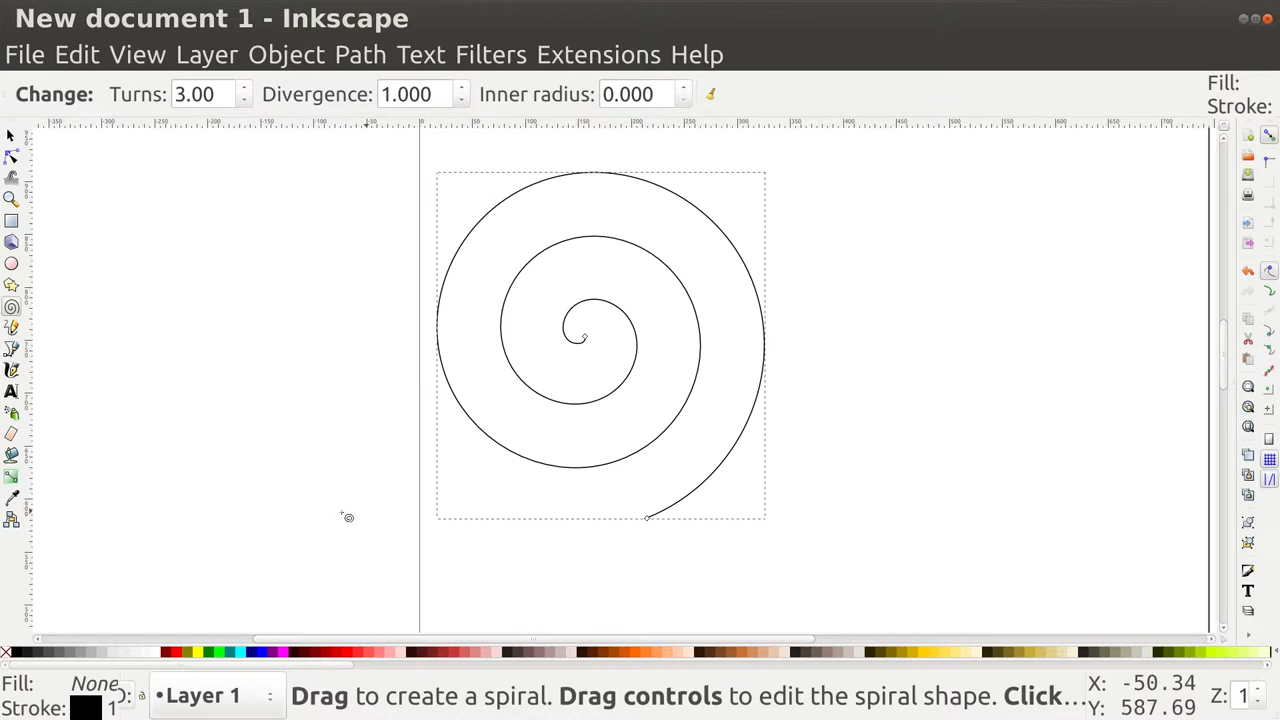 New document 1 - Inkscape
File Edit View Layer Object Path Text Filters Extensions Help
Change: Turns: 3.00 Divergence: 1.000 Inner radius: 0.000
Fill:
Stroke:
Fill: None
Stroke: 1
O: •Layer 1
Drag to create a spiral. Drag controls to edit the spiral shape. Click...
X: -50.34
Y: 587.69
Z: 1